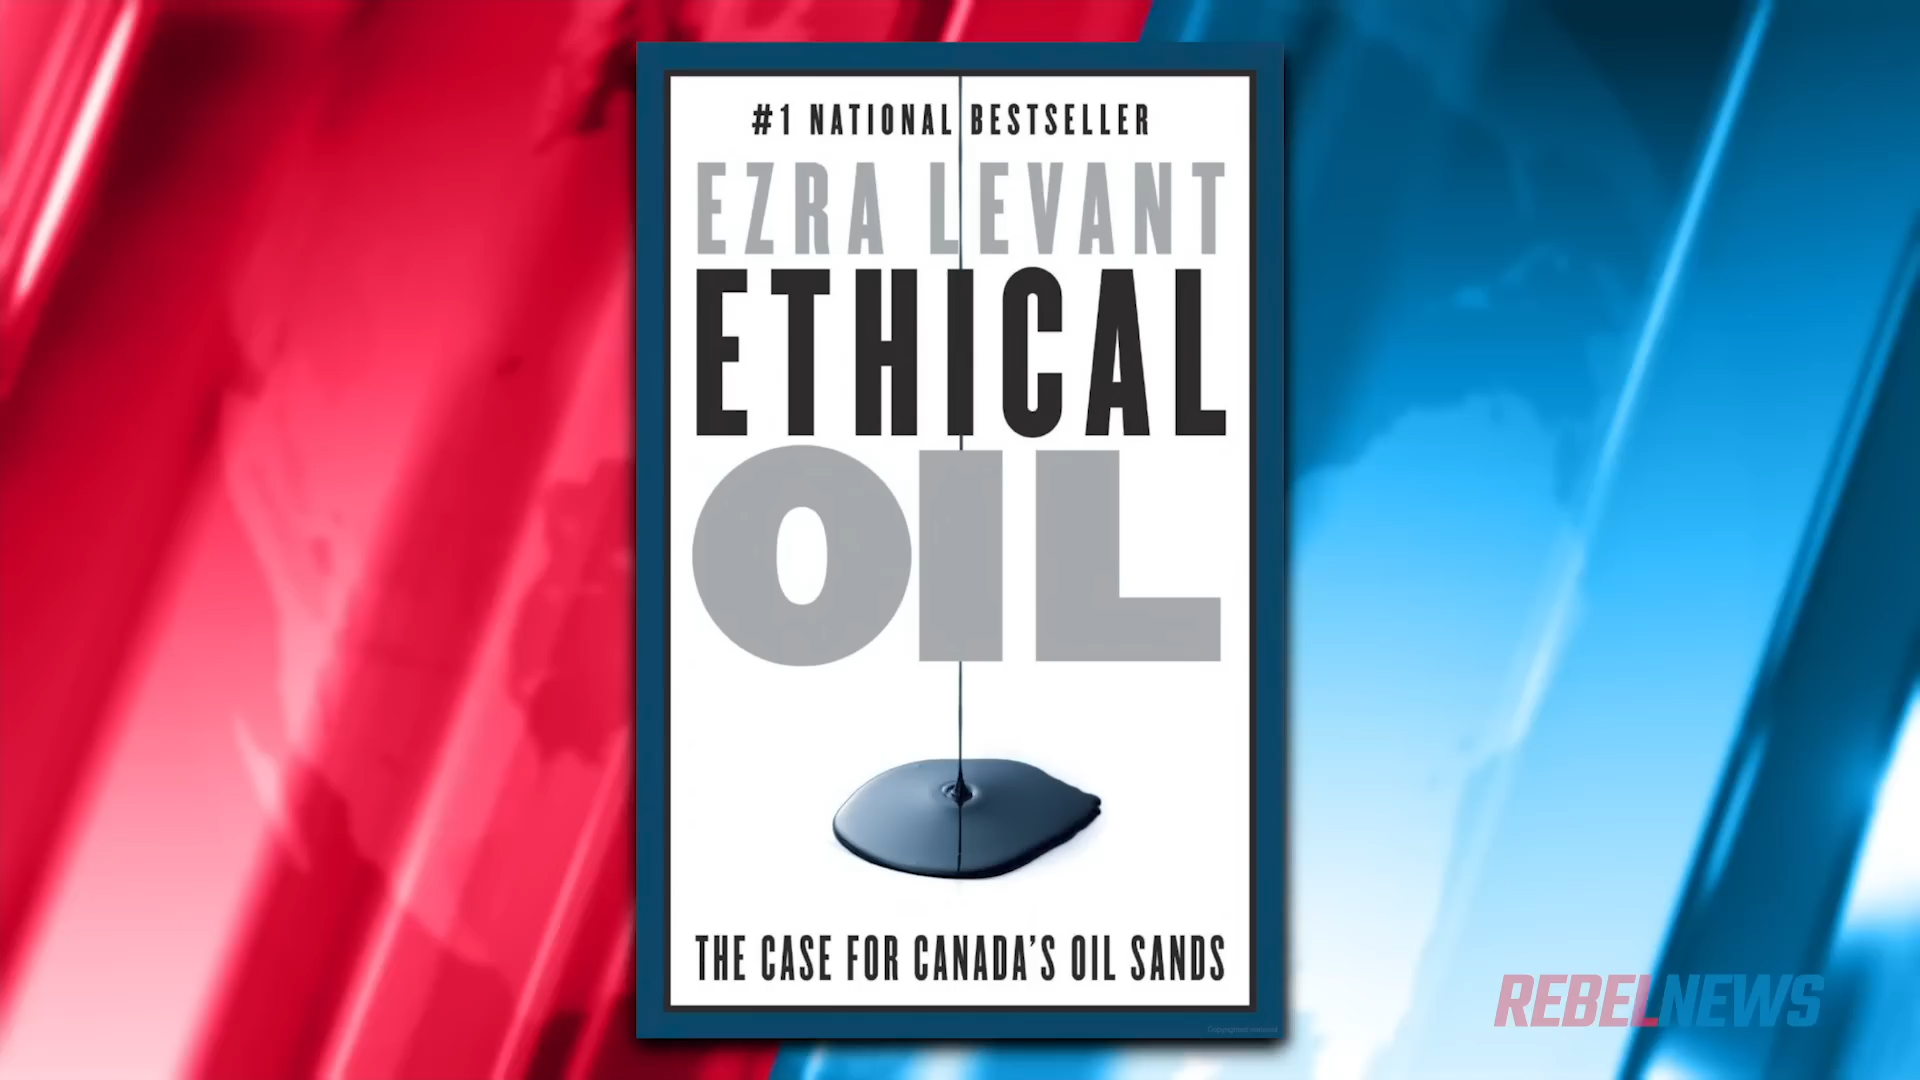 #1 NATIONAL BESTSELLER
EZRA LEVANT
ETHICAL
OIL
THE CASE FOR CANADA'S OIL SANDS
REBELNEWS